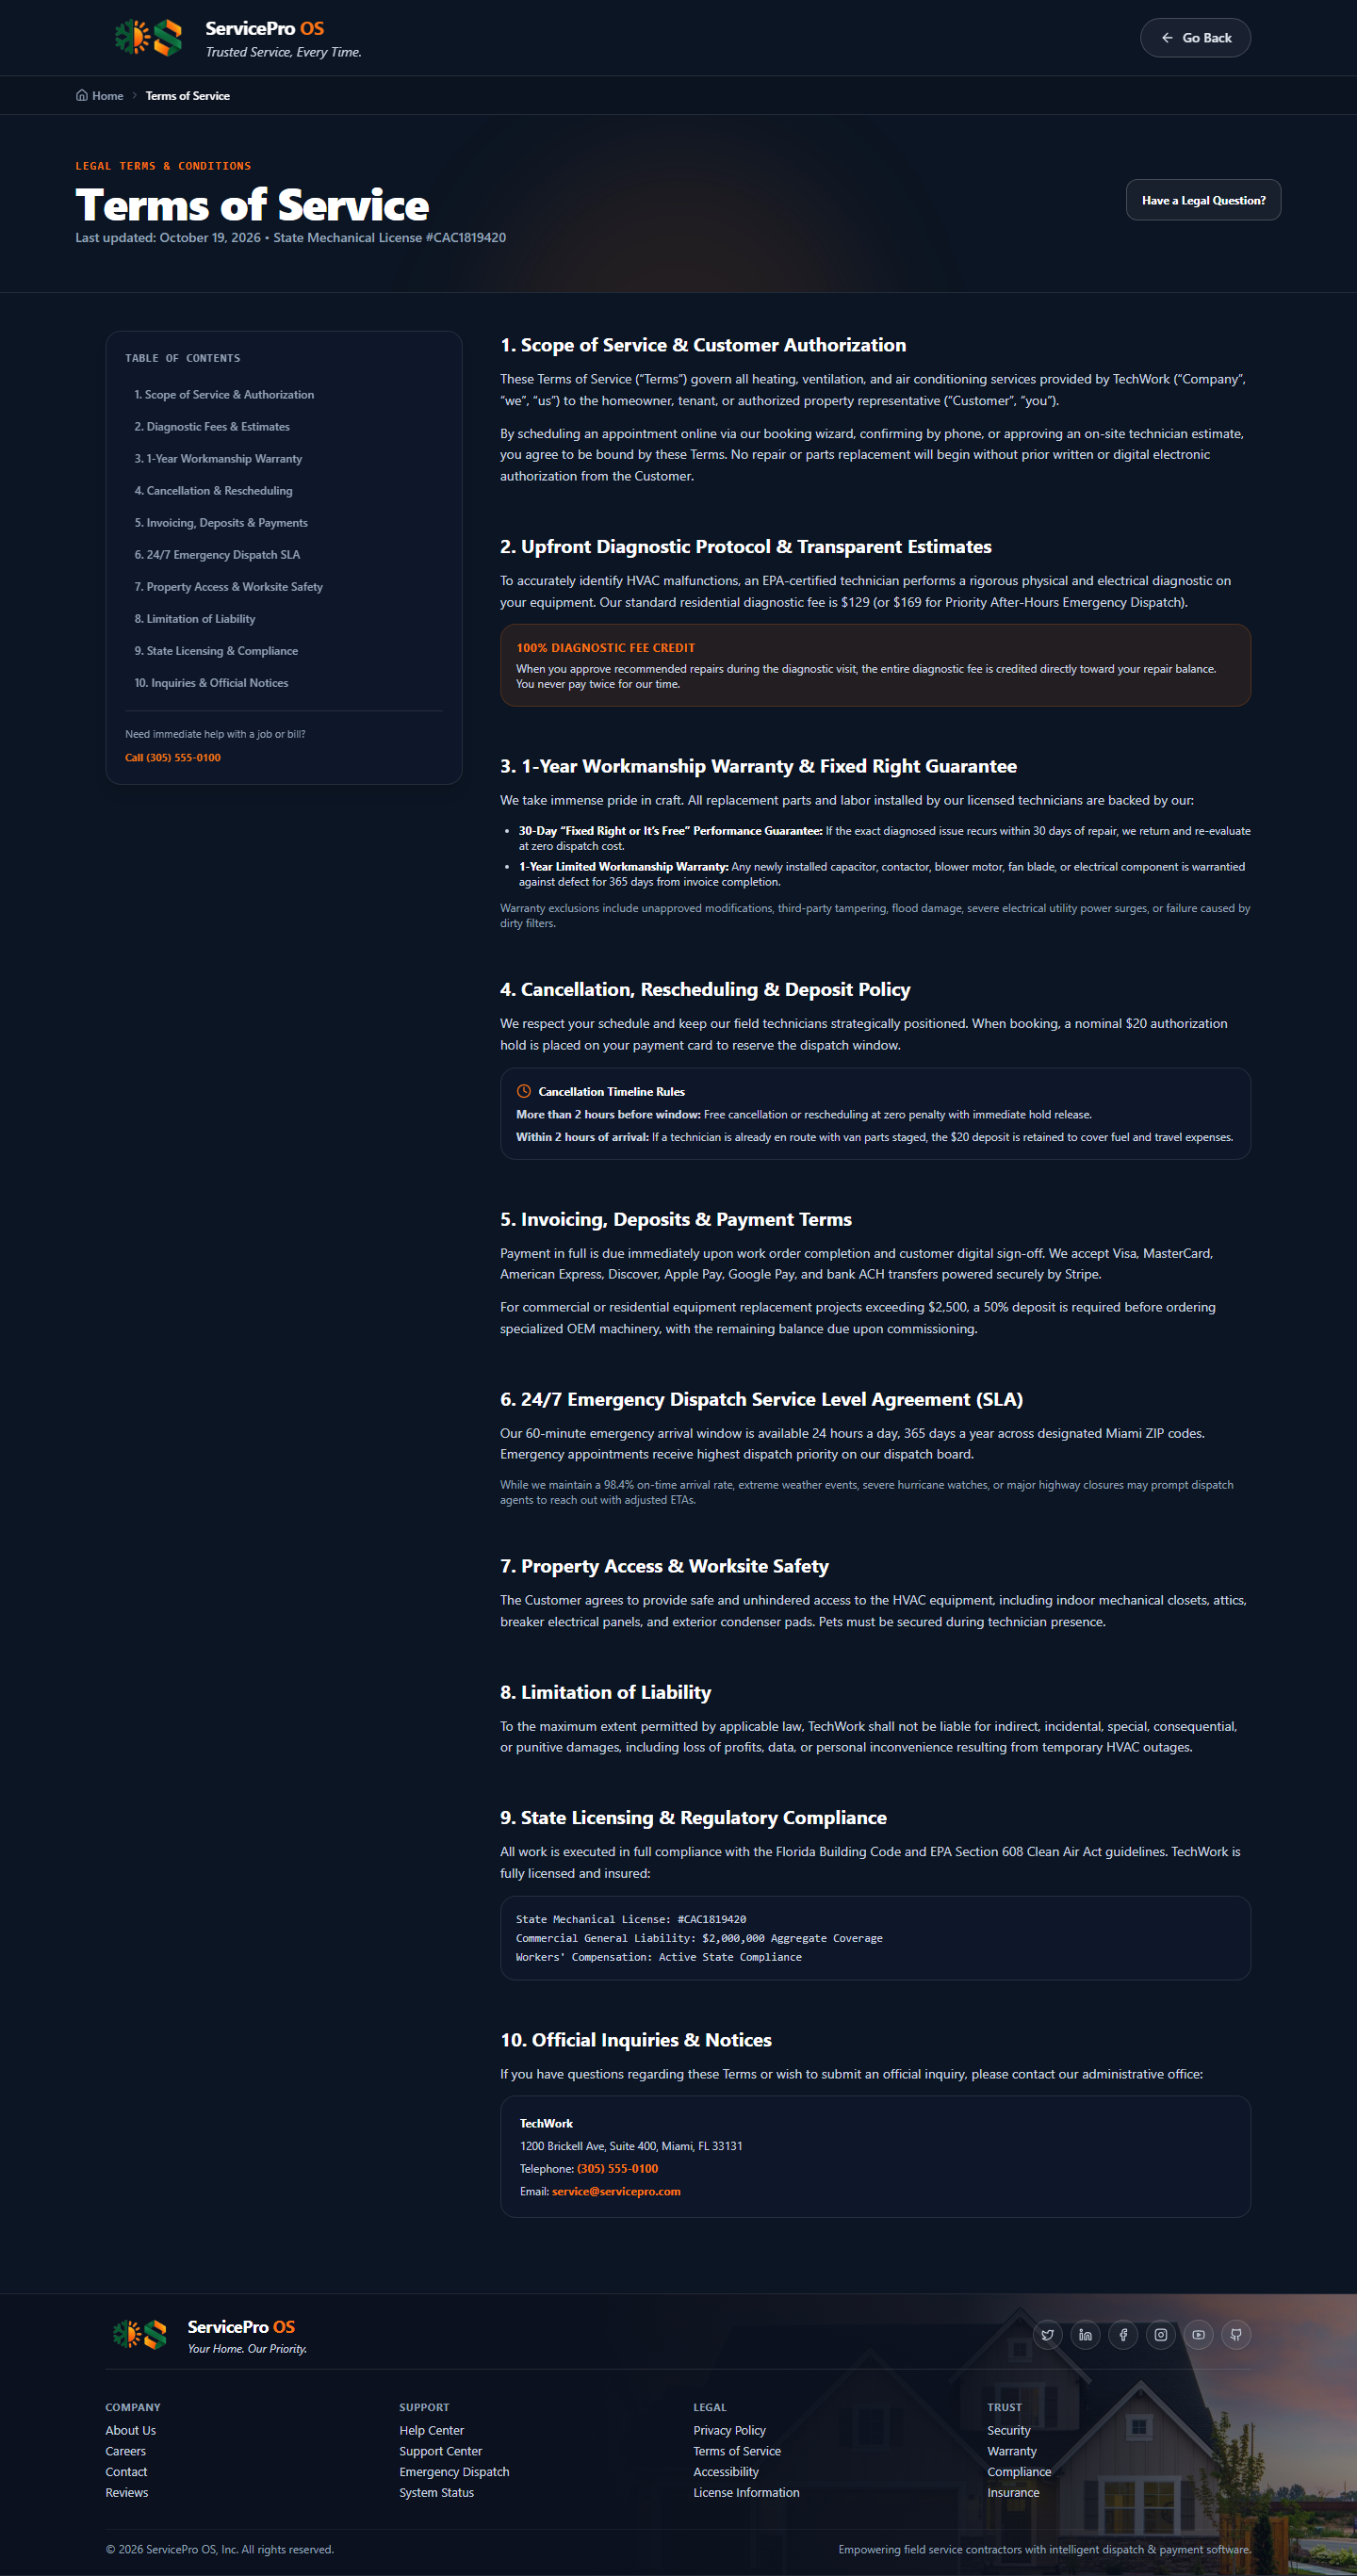 ServicePro OS
Trusted Service, Every Time.
Go Back
Home
Terms of Service
LEGAL TERMS & CONDITIONS
Terms of Service
Last updated: October 19, 2026 • State Mechanical License #CAC1819420
Have a Legal Question?
TABLE OF CONTENTS
1. Scope of Service & Authorization
2. Diagnostic Fees & Estimates
3. 1-Year Workmanship Warranty
4. Cancellation & Rescheduling
5. Invoicing, Deposits & Payments
6. 24/7 Emergency Dispatch SLA
7. Property Access & Worksite Safety
8. Limitation of Liability
9. State Licensing & Compliance
10. Inquiries & Official Notices
Need immediate help with a job or bill?
Call (305) 555-0100
1. Scope of Service & Customer Authorization
These Terms of Service (“Terms”) govern all heating, ventilation, and air conditioning services provided by TechWork (“Company”,
“we”, “us”) to the homeowner, tenant, or authorized property representative (“Customer”, “you”).
By scheduling an appointment online via our booking wizard, confirming by phone, or approving an on-site technician estimate,
you agree to be bound by these Terms. No repair or parts replacement will begin without prior written or digital electronic
authorization from the Customer.
2. Upfront Diagnostic Protocol & Transparent Estimates
To accurately identify HVAC malfunctions, an EPA-certified technician performs a rigorous physical and electrical diagnostic on
your equipment. Our standard residential diagnostic fee is $129 (or $169 for Priority After-Hours Emergency Dispatch).
100% DIAGNOSTIC FEE CREDIT
When you approve recommended repairs during the diagnostic visit, the entire diagnostic fee is credited directly toward your repair balance.
You never pay twice for our time.
3. 1-Year Workmanship Warranty & Fixed Right Guarantee
We take immense pride in craft. All replacement parts and labor installed by our licensed technicians are backed by our:
• 30-Day “Fixed Right or It’s Free” Performance Guarantee: If the exact diagnosed issue recurs within 30 days of repair, we return and re-evaluate
at zero dispatch cost.
• 1-Year Limited Workmanship Warranty: Any newly installed capacitor, contactor, blower motor, fan blade, or electrical component is warrantied
against defect for 365 days from invoice completion.
Warranty exclusions include unapproved modifications, third-party tampering, flood damage, severe electrical utility power surges, or failure caused by
dirty filters.
4. Cancellation, Rescheduling & Deposit Policy
We respect your schedule and keep our field technicians strategically positioned. When booking, a nominal $20 authorization
hold is placed on your payment card to reserve the dispatch window.
Cancellation Timeline Rules
More than 2 hours before window: Free cancellation or rescheduling at zero penalty with immediate hold release.
Within 2 hours of arrival: If a technician is already en route with van parts staged, the $20 deposit is retained to cover fuel and travel expenses.
5. Invoicing, Deposits & Payment Terms
Payment in full is due immediately upon work order completion and customer digital sign-off. We accept Visa, MasterCard,
American Express, Discover, Apple Pay, Google Pay, and bank ACH transfers powered securely by Stripe.
For commercial or residential equipment replacement projects exceeding $2,500, a 50% deposit is required before ordering
specialized OEM machinery, with the remaining balance due upon commissioning.
6. 24/7 Emergency Dispatch Service Level Agreement (SLA)
Our 60-minute emergency arrival window is available 24 hours a day, 365 days a year across designated Miami ZIP codes.
Emergency appointments receive highest dispatch priority on our dispatch board.
While we maintain a 98.4% on-time arrival rate, extreme weather events, severe hurricane watches, or major highway closures may prompt dispatch
agents to reach out with adjusted ETAs.
7. Property Access & Worksite Safety
The Customer agrees to provide safe and unhindered access to the HVAC equipment, including indoor mechanical closets, attics,
breaker electrical panels, and exterior condenser pads. Pets must be secured during technician presence.
8. Limitation of Liability
To the maximum extent permitted by applicable law, TechWork shall not be liable for indirect, incidental, special, consequential,
or punitive damages, including loss of profits, data, or personal inconvenience resulting from temporary HVAC outages.
9. State Licensing & Regulatory Compliance
All work is executed in full compliance with the Florida Building Code and EPA Section 608 Clean Air Act guidelines. TechWork is
fully licensed and insured:
State Mechanical License: #CAC1819420
Commercial General Liability: $2,000,000 Aggregate Coverage
Workers' Compensation: Active State Compliance
10. Official Inquiries & Notices
If you have questions regarding these Terms or wish to submit an official inquiry, please contact our administrative office:
TechWork
1200 Brickell Ave, Suite 400, Miami, FL 33131
Telephone: (305) 555-0100
Email: service@servicepro.com
ServicePro OS
Your Home. Our Priority.
COMPANY
About Us
Careers
Contact
Reviews
SUPPORT
Help Center
Support Center
Emergency Dispatch
System Status
LEGAL
Privacy Policy
Terms of Service
Accessibility
License Information
TRUST
Security
Warranty
Compliance
Insurance
© 2026 ServicePro OS, Inc. All rights reserved.
Empowering field service contractors with intelligent dispatch & payment software.